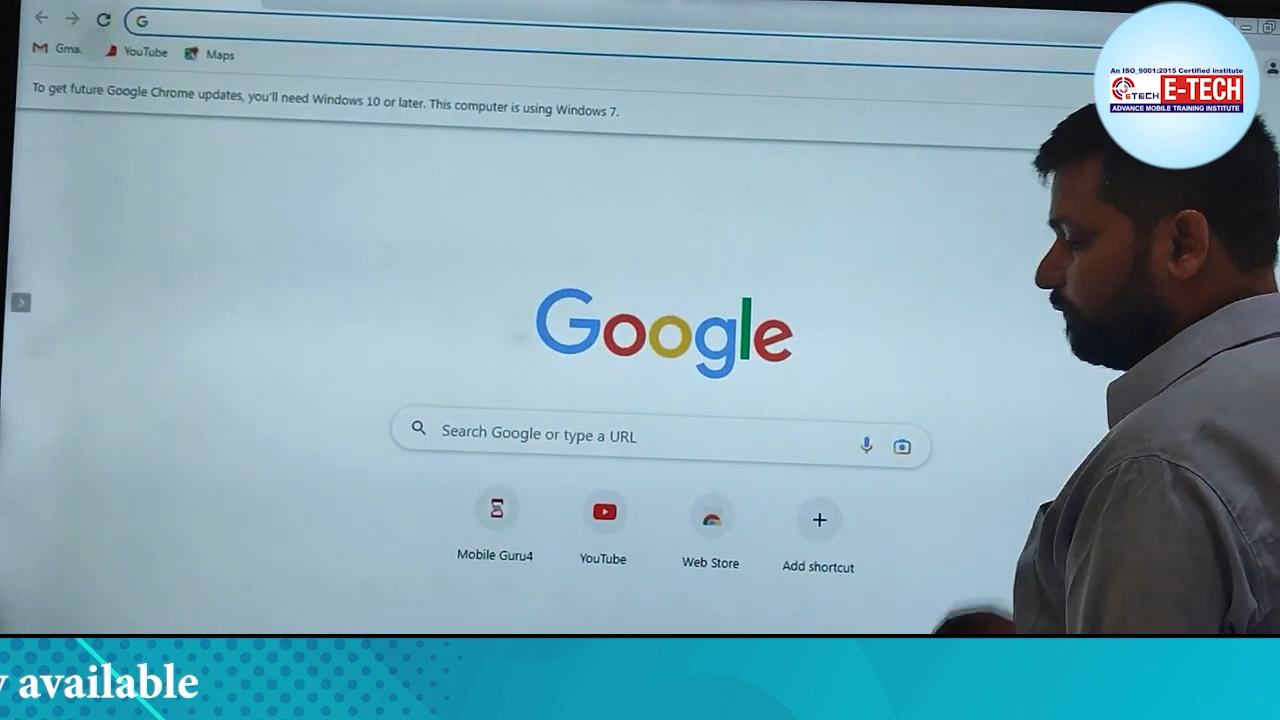 G
Gma
YouTube
Maps
To get future Google Chrome updates, you'll need Windows 10 or later. This computer is using Windows 7.
An ISO_9001:2015 Certified institute
ETECH E-TECH
ADVANCE MOBILE TRAINING INSTITUTE
Google
Search Google or type a URL
Mobile Guru4
YouTube
Web Store
Add shortcut
available